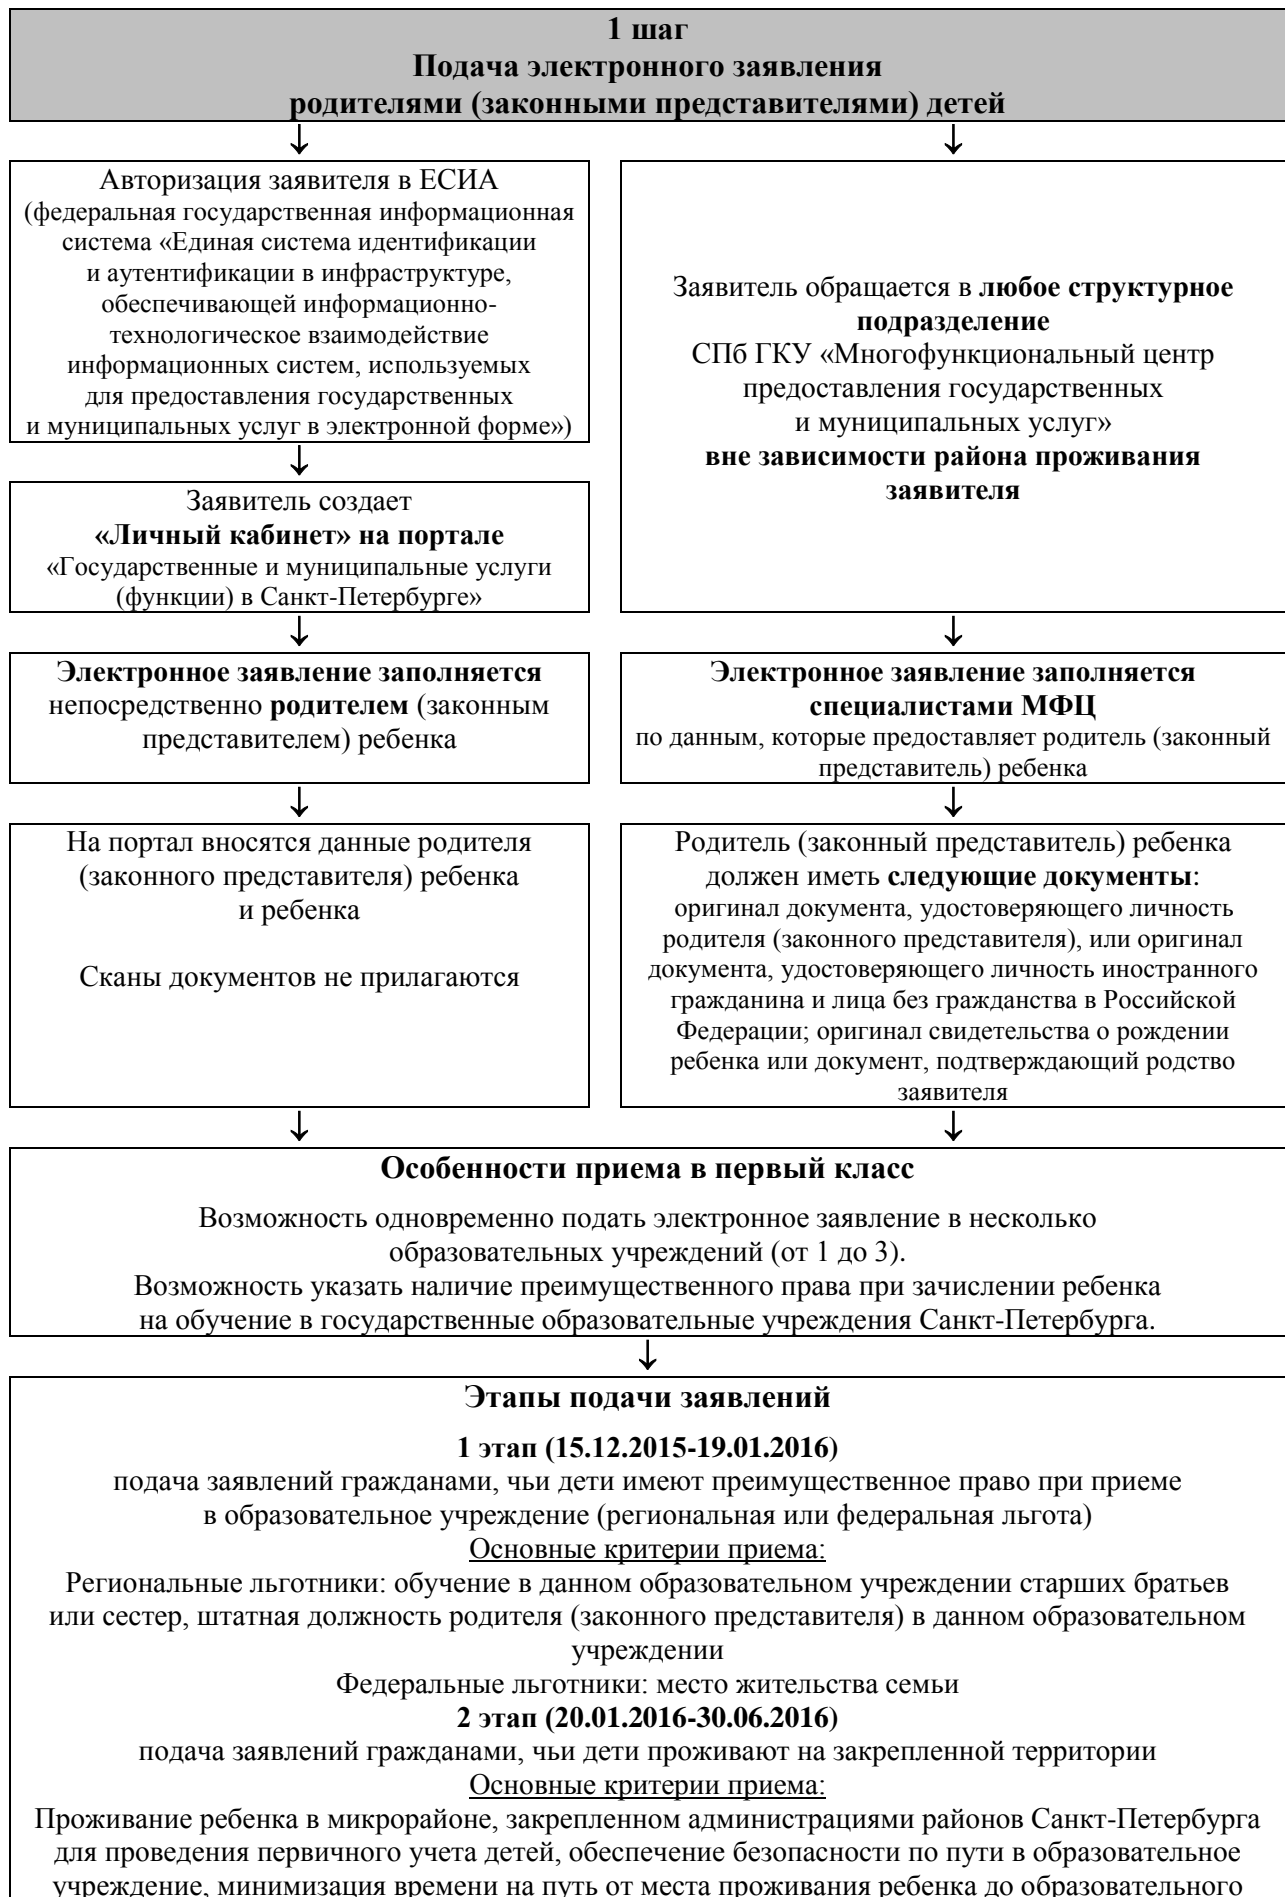 1 шаг
Подача электронного заявления
родителями (законными представителями) детей
Авторизация заявителя в ЕСИА
(федеральная государственная информационная
система «Единая система идентификации
и аутентификации в инфраструктуре,
обеспечивающей информационно-
технологическое взаимодействие
информационных систем, используемых
для предоставления государственных
и муниципальных услуг в электронной форме»)
Заявитель создает
«Личный кабинет» на портале
«Государственные и муниципальные услуги
(функции) в Санкт-Петербурге»
Электронное заявление заполняется
непосредственно родителем (законным
представителем) ребенка
На портал вносятся данные родителя
(законного представителя) ребенка
и ребенка
Сканы документов не прилагаются
Заявитель обращается в любое структурное
подразделение
СПб ГКУ «Многофункциональный центр
предоставления государственных
и муниципальных услуг»
вне зависимости района проживания
заявителя
Электронное заявление заполняется
специалистами МФЦ
по данным, которые предоставляет родитель (законный
представитель) ребенка
Родитель (законный представитель) ребенка
должен иметь следующие документы:
оригинал документа, удостоверяющего личность
родителя (законного представителя), или оригинал
документа, удостоверяющего личность иностранного
гражданина и лица без гражданства в Российской
Федерации; оригинал свидетельства о рождении
ребенка или документ, подтверждающий родство
заявителя
Особенности приема в первый класс
Возможность одновременно подать электронное заявление в несколько
образовательных учреждений (от 1 до 3).
Возможность указать наличие преимущественного права при зачислении ребенка
на обучение в государственные образовательные учреждения Санкт-Петербурга.
Этапы подачи заявлений
1 этап (15.12.2015-19.01.2016)
подача заявлений гражданами, чьи дети имеют преимущественное право при приеме
в образовательное учреждение (региональная или федеральная льгота)
Основные критерии приема:
Региональные льготники: обучение в данном образовательном учреждении старших братьев
или сестер, штатная должность родителя (законного представителя) в данном образовательном
учреждении
Федеральные льготники: место жительства семьи
2 этап (20.01.2016-30.06.2016)
подача заявлений гражданами, чьи дети проживают на закрепленной территории
Основные критерии приема:
Проживание ребенка в микрорайоне, закрепленном администрациями районов Санкт-Петербурга
для проведения первичного учета детей, обеспечение безопасности по пути в образовательное
учреждение, минимизация времени на путь от места проживания ребенка до образовательного